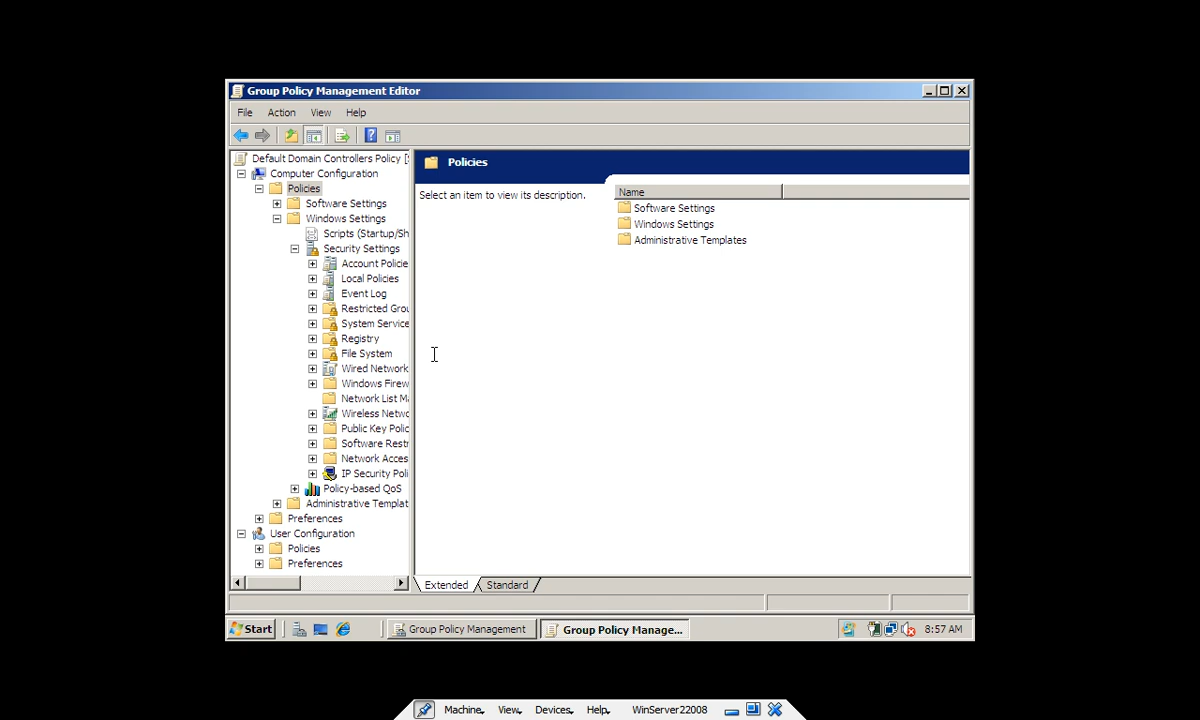 Group Policy Management Editor
File Action View Help
Default Domain Controllers Policy [
Computer Configuration
Policies
Software Settings
Windows Settings
Scripts (Startup/Sh
Security Settings
Account Policie
Local Policies
Event Log
Restricted Grou
System Service
Registry
File System
Wired Network
Windows Firew
Network List M
Wireless Netwo
Public Key Polic
Software Restr
Network Acces
IP Security Poli
Policy-based QoS
Administrative Templat
Preferences
User Configuration
Policies
Preferences
Policies
Select an item to view its description.
Name
Software Settings
Windows Settings
Administrative Templates
Extended Standard
Start Group Policy Management Group Policy Manage... 8:57 AM
Machine View Devices Help WinServer22008